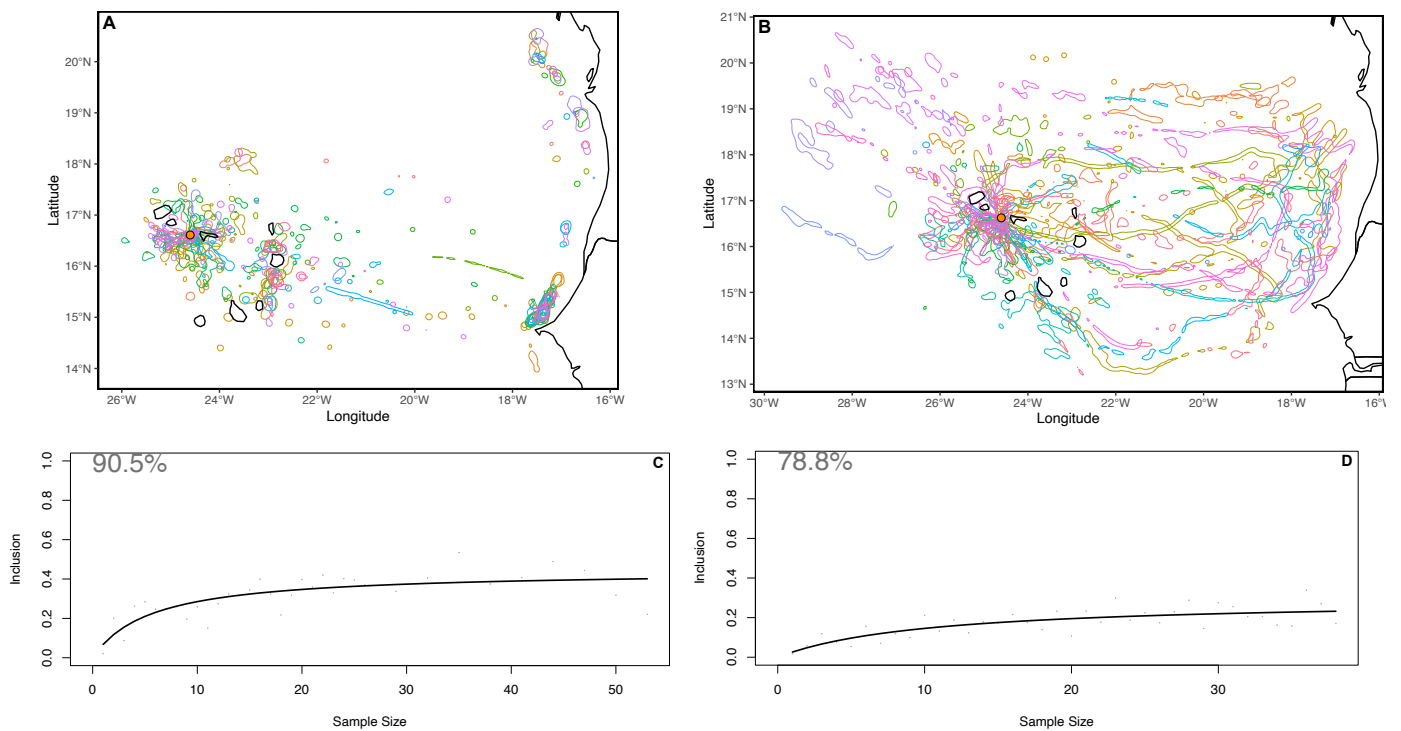 A
20°N
19°N
18°N
17°N
16°N
15°N
14°N
Latitude
26°W 24°W 22°W 20°W 18°W 16°W
Longitude
B
21°N
20°N
19°N
18°N
17°N
16°N
15°N
14°N
13°N
Latitude
30°W 28°W 26°W 24°W 22°W 20°W 18°W 16°W
Longitude
90.5%
C
1.0
0.8
0.6
0.4
0.2
0.0
Inclusion
0 10 20 30 40 50
Sample Size
78.8%
D
1.0
0.8
0.6
0.4
0.2
0.0
Inclusion
0 10 20 30
Sample Size